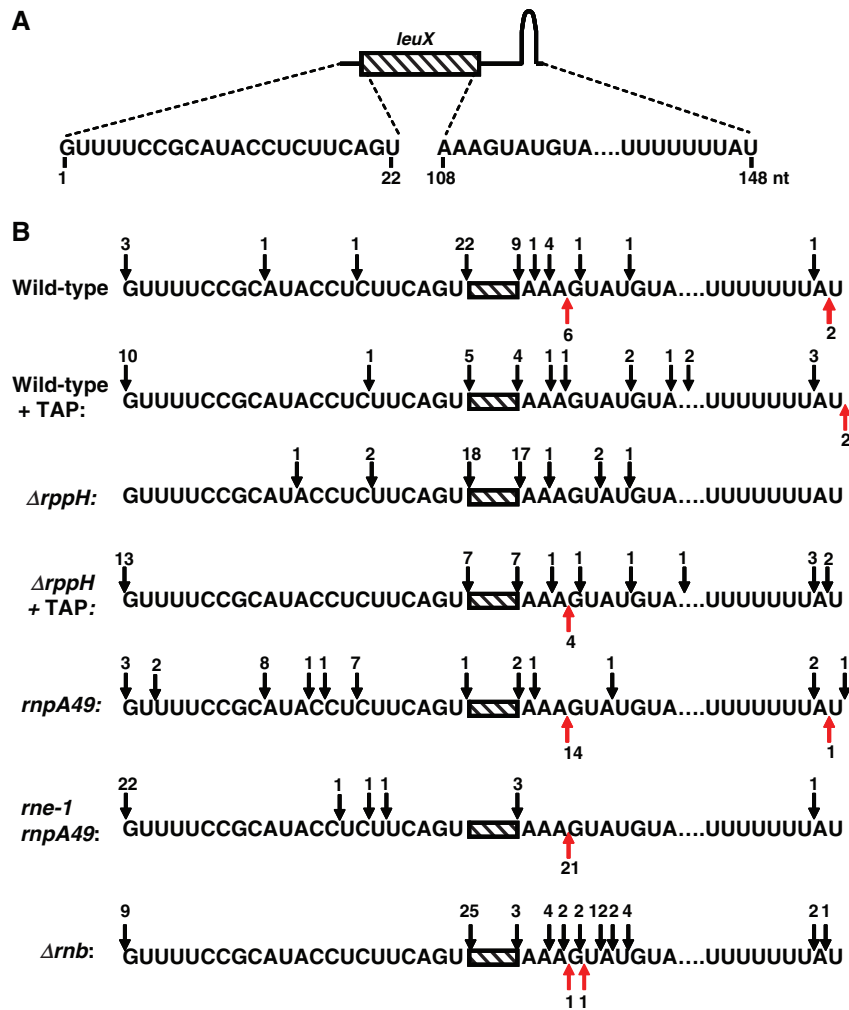 A
leuX
GUUUUCCGCAUACCUCUUCAGU AAAGUAUGUA....UUUUUUUAU
1 22 108 148 nt
B
3 1 1 22 9 1 4 1 1 1
Wild-type GUUUUCCGCAUACCUCUUCAGU AAAGUAUGUA....UUUUUUUAU
6 2
10 1 5 4 1 1 2 1 2 3
Wild-type
+ TAP: GUUUUCCGCAUACCUCUUCAGU AAAGUAUGUA....UUUUUUUAU
2
1 2 18 17 1 2 1
ΔrppH: GUUUUCCGCAUACCUCUUCAGU AAAGUAUGUA....UUUUUUUAU
13 7 7 1 1 1 1 3 2
ΔrppH
+ TAP: GUUUUCCGCAUACCUCUUCAGU AAAGUAUGUA....UUUUUUUAU
4
3 2 8 1 1 7 1 2 1 1 2 1
rnpA49: GUUUUCCGCAUACCUCUUCAGU AAAGUAUGUA....UUUUUUUAU
14 1
22 1 1 1 3 1
rne-1
rnpA49: GUUUUCCGCAUACCUCUUCAGU AAAGUAUGUA....UUUUUUUAU
21
9 25 3 4 2 2 1 2 2 4 2 1
Δrnb: GUUUUCCGCAUACCUCUUCAGU AAAGUAUGUA....UUUUUUUAU
1 1